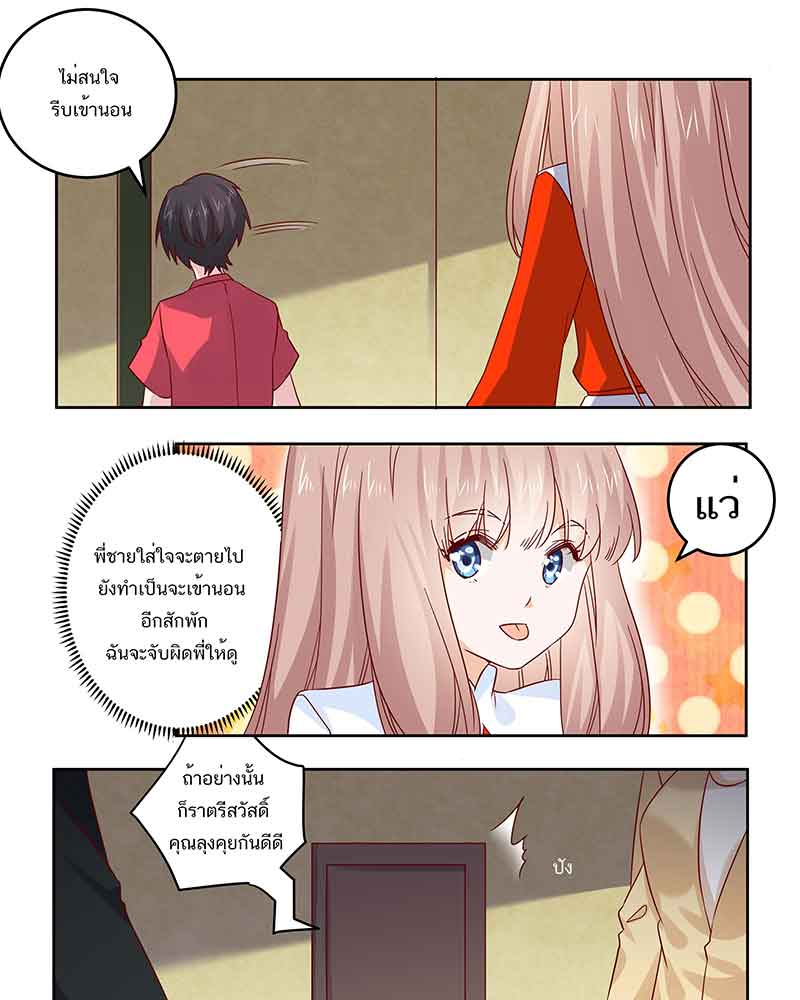 ไม่สนใจ
รีบเข้านอน
แว่
พี่ชายใส่ใจจะตายไป
ยังทำเป็นจะเข้านอน
อีกสักพัก
ฉันจะจับผิดพี่ให้ดู
ถ้าอย่างนั้น
ก็ราตรีสวัสดิ์
คุณลุงคุยกันดีดี
ปัง